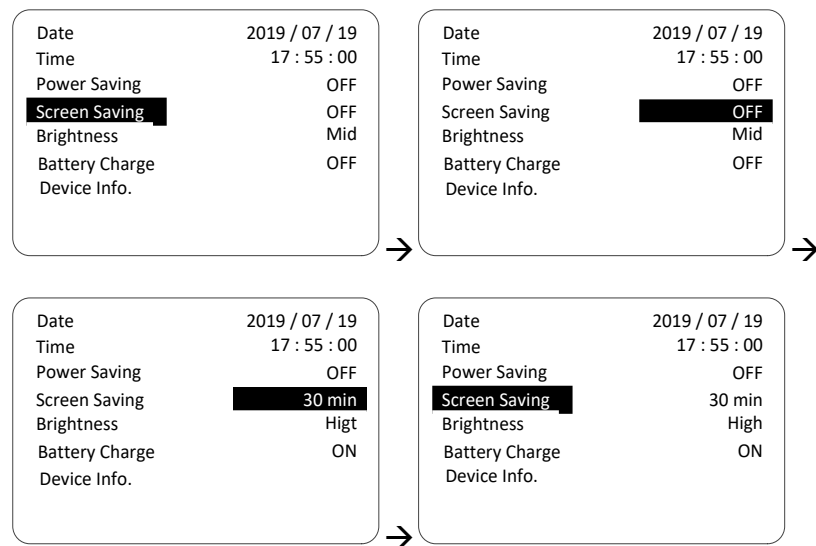 Date 2019 / 07 / 19
Time 17 : 55 : 00
Power Saving OFF
Screen Saving OFF
Brightness Mid
Battery Charge OFF
Device Info.
→
Date 2019 / 07 / 19
Time 17 : 55 : 00
Power Saving OFF
Screen Saving OFF
Brightness Mid
Battery Charge OFF
Device Info.
→
Date 2019 / 07 / 19
Time 17 : 55 : 00
Power Saving OFF
Screen Saving 30 min
Brightness Higt
Battery Charge ON
Device Info.
→
Date 2019 / 07 / 19
Time 17 : 55 : 00
Power Saving OFF
Screen Saving 30 min
Brightness High
Battery Charge ON
Device Info.